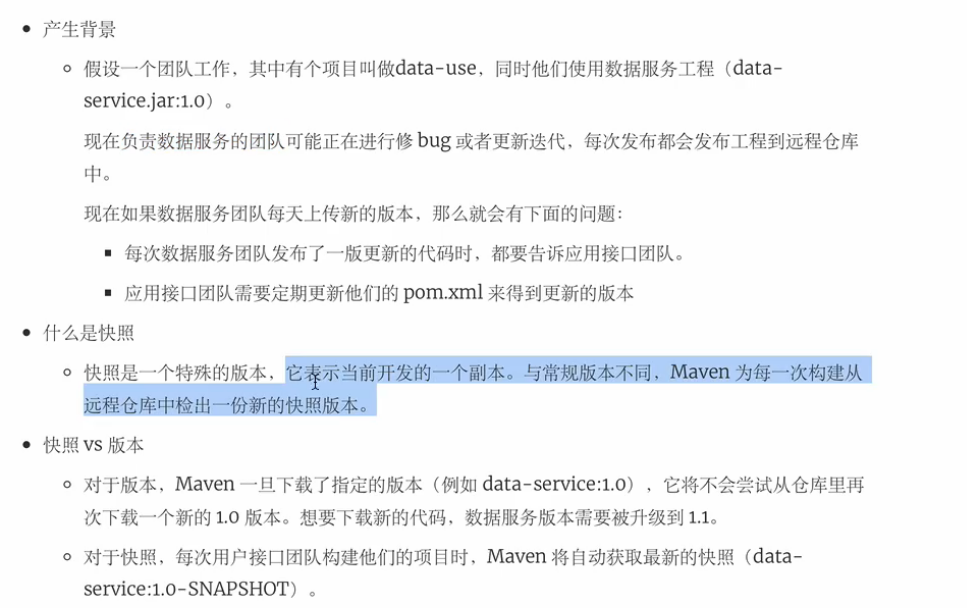 产生背景
假设一个团队工作，其中有个项目叫做data-use，同时他们使用数据服务工程（data-
service.jar:1.0）。
现在负责数据服务的团队可能正在进行修 bug 或者更新迭代，每次发布都会发布工程到远程仓库
中。
现在如果数据服务团队每天上传新的版本，那么就会有下面的问题：
每次数据服务团队发布了一版更新的代码时，都要告诉应用接口团队。
应用接口团队需要定期更新他们的 pom.xml 来得到更新的版本
什么是快照
快照是一个特殊的版本，它表示当前开发的一个副本。与常规版本不同，Maven 为每一次构建从
远程仓库中检出一份新的快照版本。
快照 vs 版本
对于版本，Maven 一旦下载了指定的版本（例如 data-service:1.0），它将不会尝试从仓库里再
次下载一个新的 1.0 版本。想要下载新的代码，数据服务版本需要被升级到 1.1。
对于快照，每次用户接口团队构建他们的项目时，Maven 将自动获取最新的快照（data-
service:1.0-SNAPSHOT）。